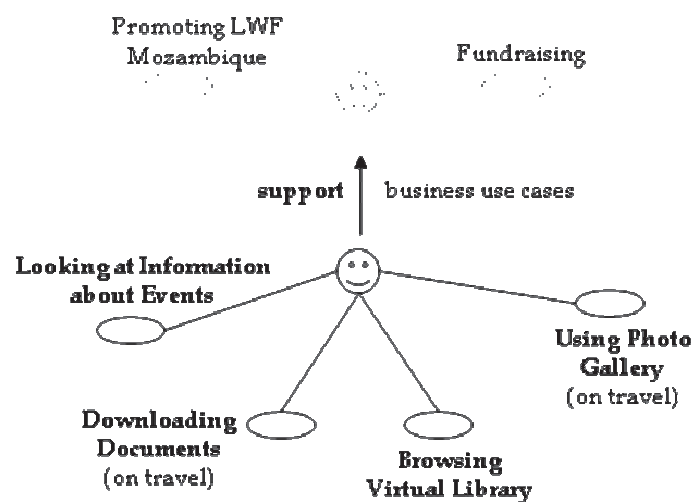 Promoting LWF
Mozambique
Fundraising
support business use cases
Looking at Information
about Events
Using Photo
Gallery
(on travel)
Downloading
Documents
(on travel)
Browsing
Virtual Library